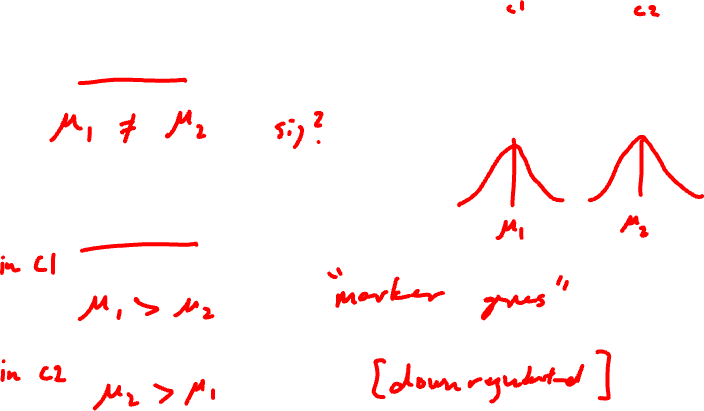 c1 c2
μ₁ ≠ μ₂ sig?
μ₁ μ₂
in C1 μ₁ > μ₂ "marker genes"
in C2 μ₂ > μ₁ [downregulated]